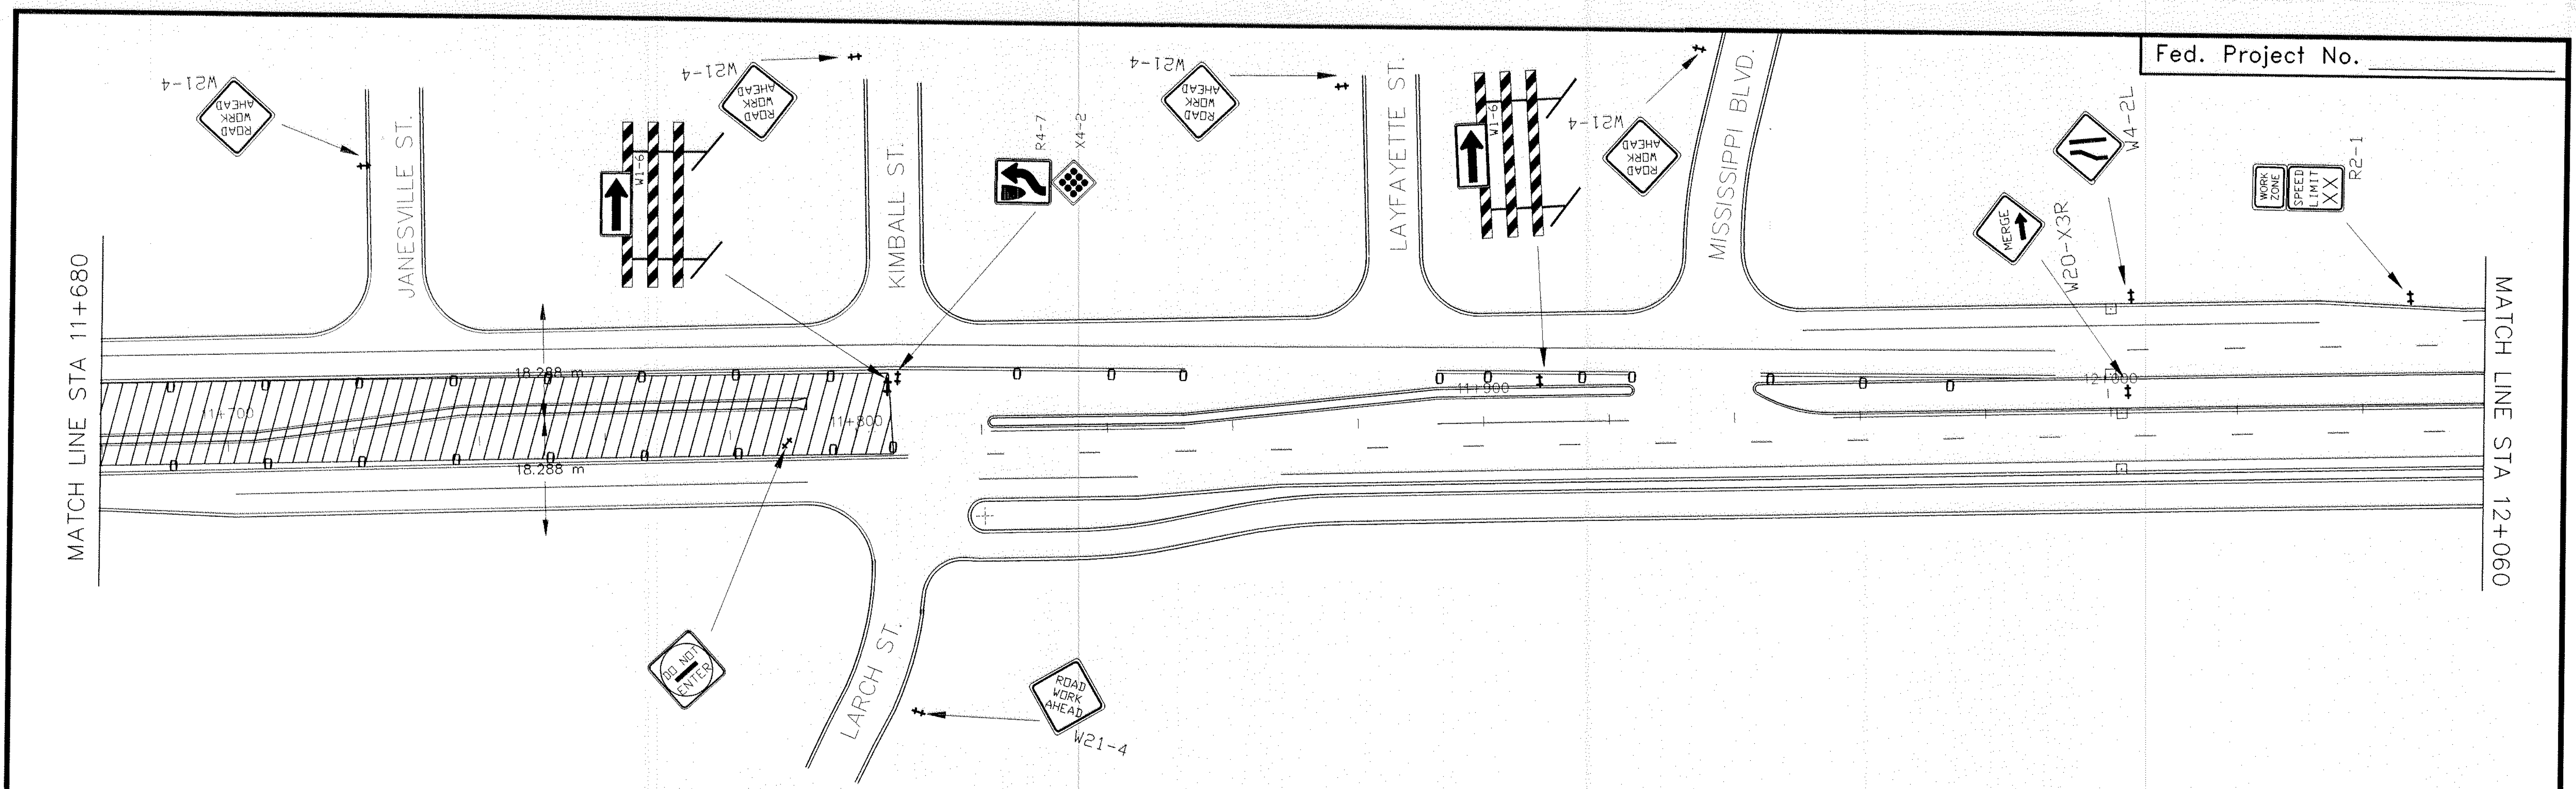 Fed. Project No.
MATCH LINE STA 11+680
W21-4
ROAD
WORK
AHEAD
JANESVILLE ST.
W1-6
W21-4
ROAD
WORK
AHEAD
KIMBALL ST.
R4-7
X4-2
W21-4
ROAD
WORK
AHEAD
LAYFAYETTE ST.
W1-6
W21-4
ROAD
WORK
AHEAD
MISSISSIPPI BLVD.
MERGE
W20-X3R
W4-2L
WORK
ZONE
SPEED
LIMIT
XX
R2-1
MATCH LINE STA 12+060
18.288 m
11+700
11+800
11+900
12+000
18.288 m
DO NOT
ENTER
LARCH ST.
ROAD
WORK
AHEAD
W21-4